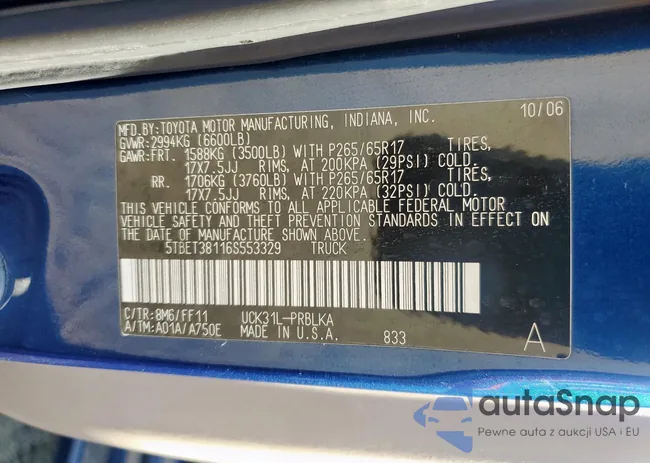 MFD.BY:TOYOTA MOTOR MANUFACTURING, INDIANA, INC. 10/06
GVWR:2994KG (6600LB)
GAWR:FRT. 1588KG (3500LB) WITH P265/65R17 TIRES,
17X7.5JJ RIMS, AT 200KPA (29PSI) COLD.
RR. 1706KG (3760LB) WITH P265/65R17 TIRES,
17X7.5JJ RIMS, AT 220KPA (32PSI) COLD.
THIS VEHICLE CONFORMS TO ALL APPLICABLE FEDERAL MOTOR
VEHICLE SAFETY AND THEFT PREVENTION STANDARDS IN EFFECT ON
THE DATE OF MANUFACTURE SHOWN ABOVE.
5TBET38116S553329 TRUCK
C/TR:8M6/FF11 UCK31L-PRBLKA
A/TM:A01A/A750E MADE IN U.S.A. 833 A
autaSnap
Pewne auta z aukcji USA i EU